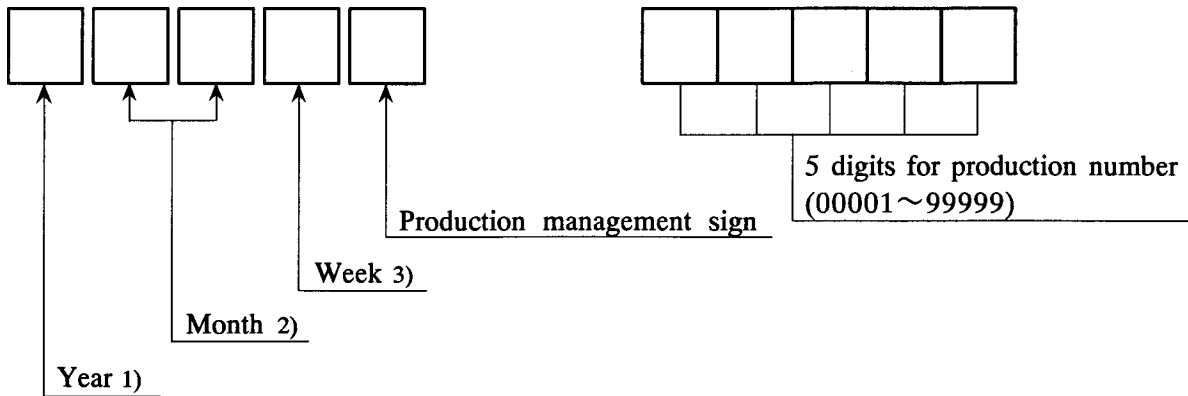 5 digits for production number
(00001～99999)
Production management sign
Week 3)
Month 2)
Year 1)